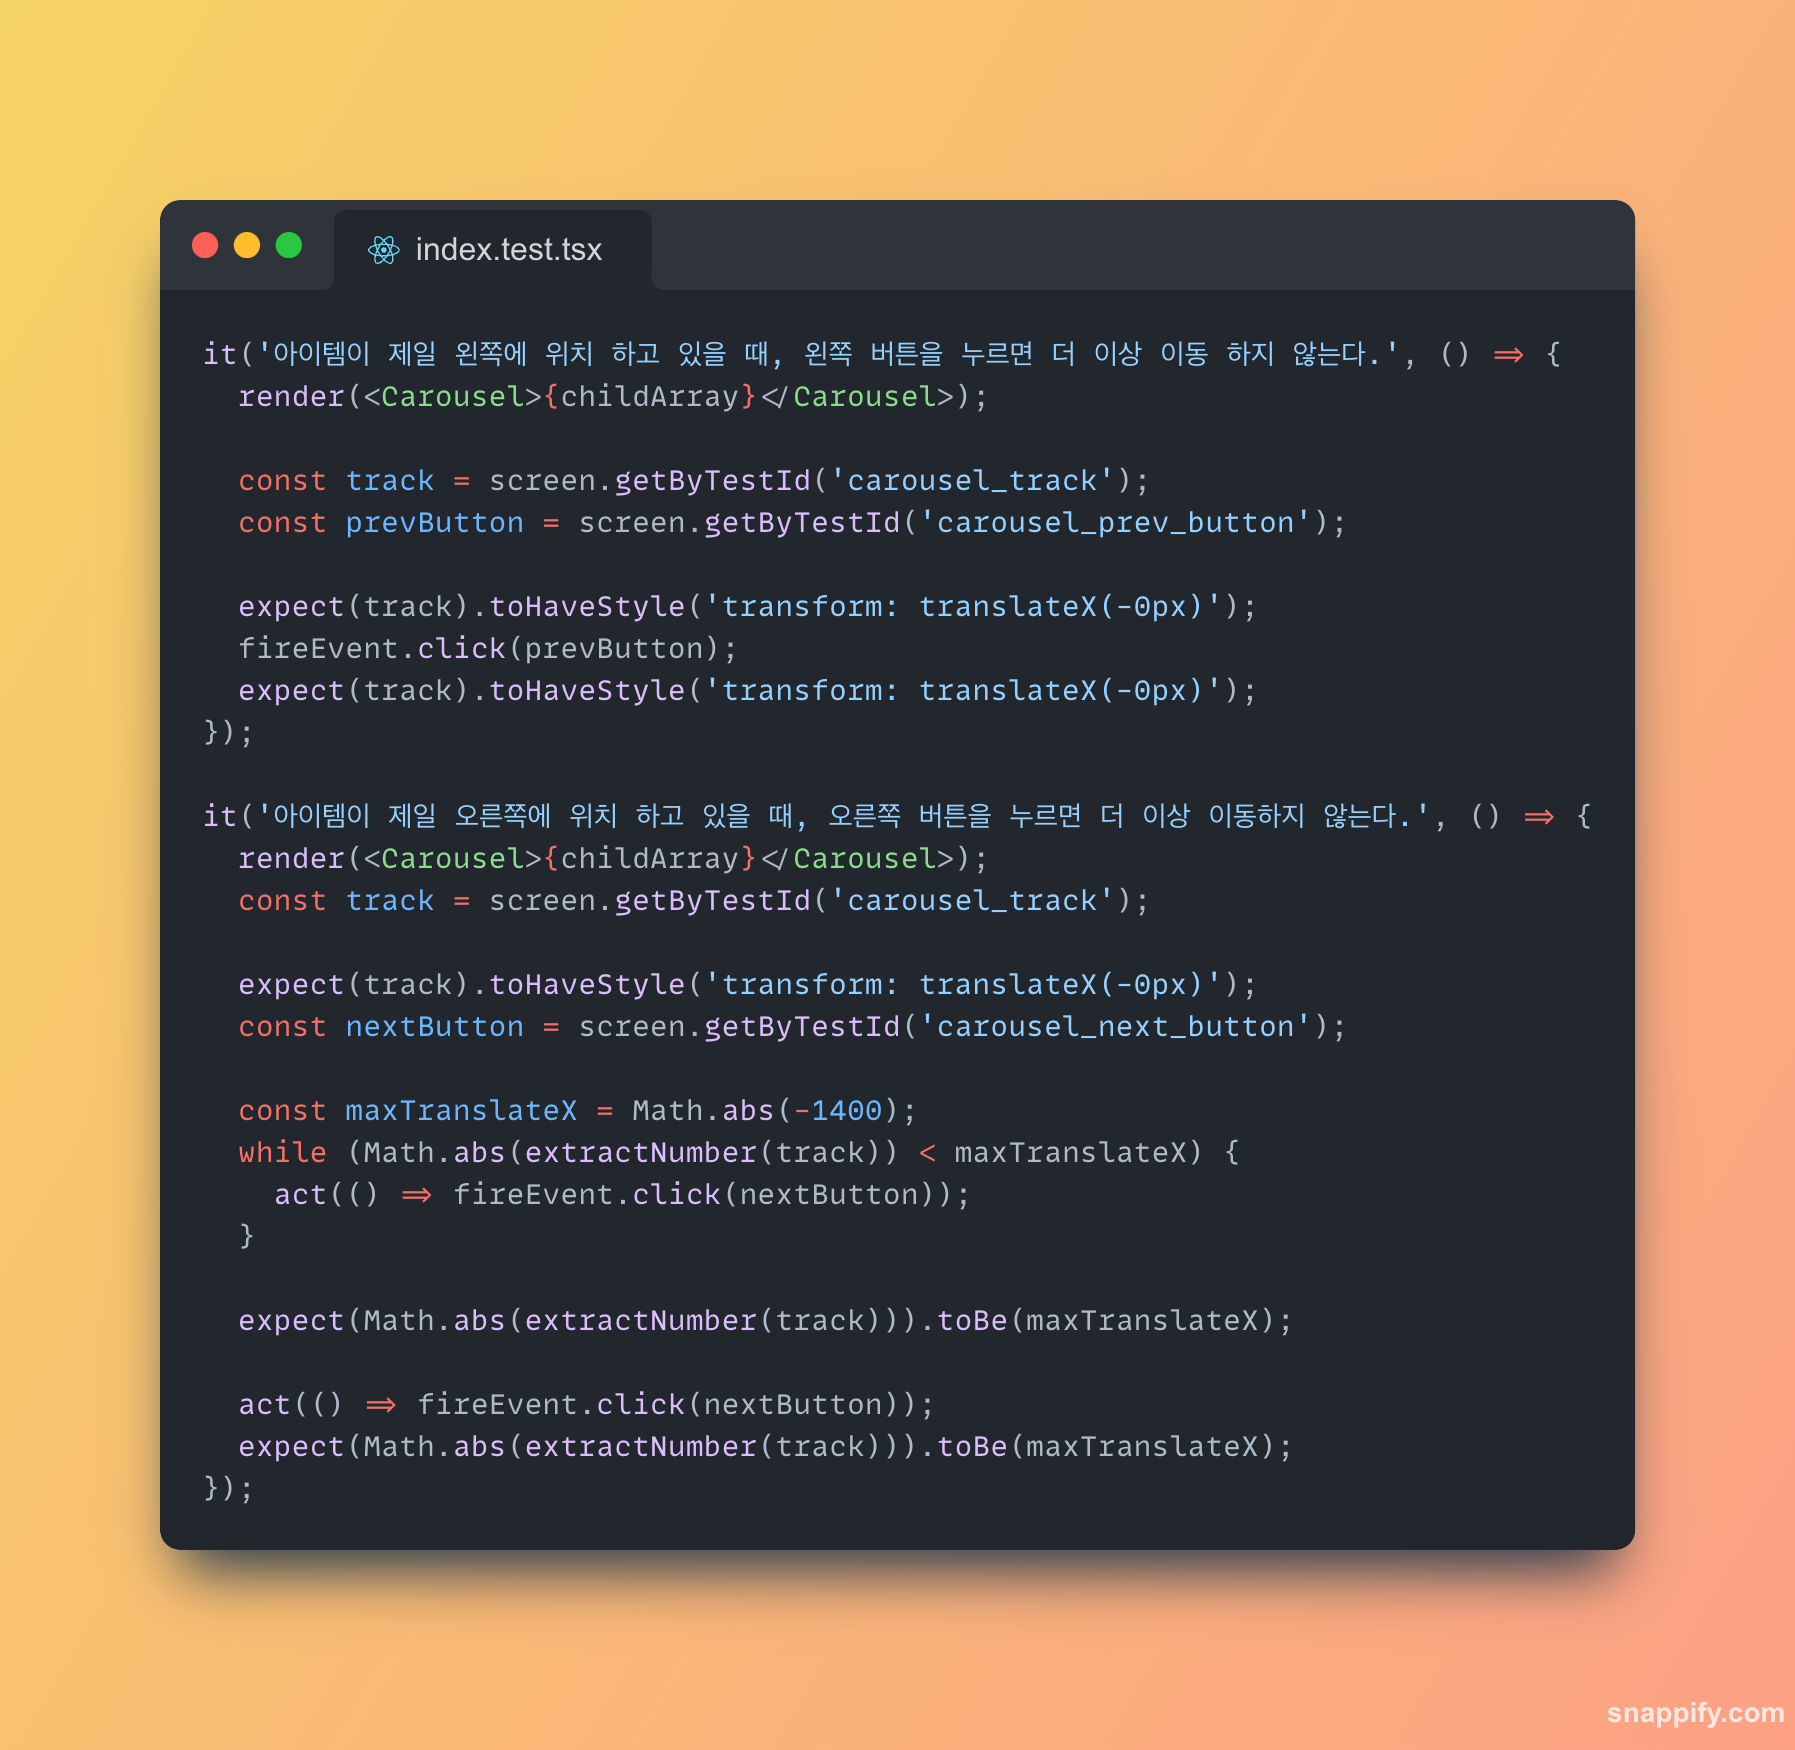 index.test.tsx
it('아이템이 제일 왼쪽에 위치 하고 있을 때, 왼쪽 버튼을 누르면 더 이상 이동 하지 않는다.', () => {
  render(<Carousel>{childArray}</Carousel>);
  const track = screen.getByTestId('carousel_track');
  const prevButton = screen.getByTestId('carousel_prev_button');
  expect(track).toHaveStyle('transform: translateX(-0px)');
  fireEvent.click(prevButton);
  expect(track).toHaveStyle('transform: translateX(-0px)');
});
it('아이템이 제일 오른쪽에 위치 하고 있을 때, 오른쪽 버튼을 누르면 더 이상 이동하지 않는다.', () => {
  render(<Carousel>{childArray}</Carousel>);
  const track = screen.getByTestId('carousel_track');
  expect(track).toHaveStyle('transform: translateX(-0px)');
  const nextButton = screen.getByTestId('carousel_next_button');
  const maxTranslateX = Math.abs(-1400);
  while (Math.abs(extractNumber(track)) < maxTranslateX) {
    act(() => fireEvent.click(nextButton));
  }
  expect(Math.abs(extractNumber(track))).toBe(maxTranslateX);
  act(() => fireEvent.click(nextButton));
  expect(Math.abs(extractNumber(track))).toBe(maxTranslateX);
});
snappify.com